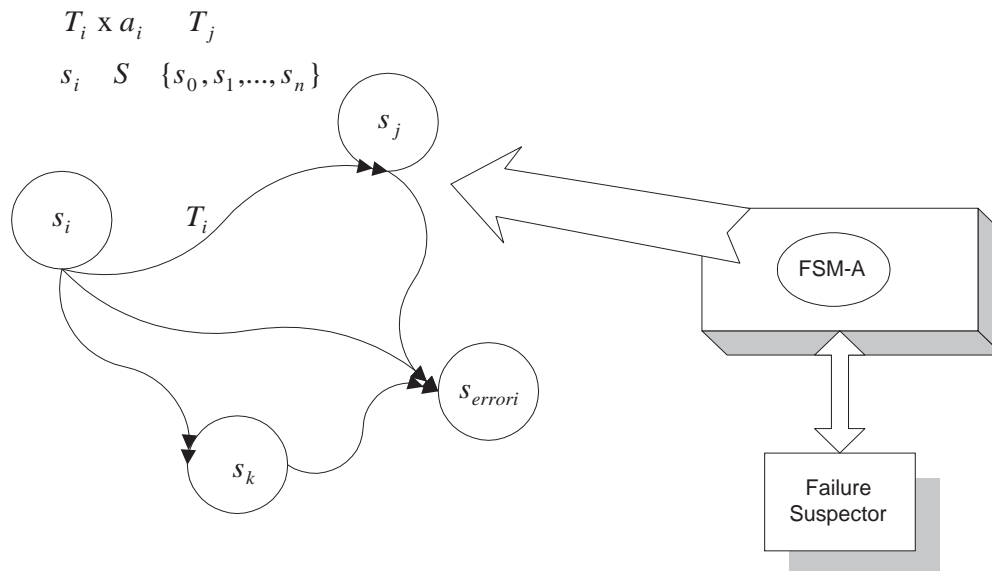 T_i x a_i T_j
s_i S {s_0, s_1,..., s_n}
s_j
s_i
T_i
FSM-A
s_errori
s_k
Failure
Suspector